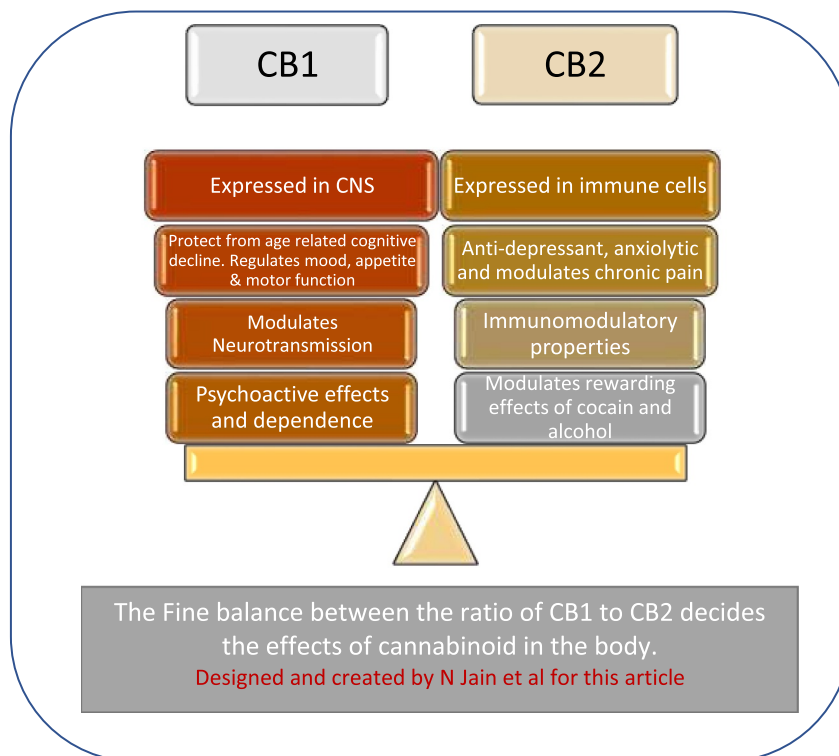 CB1
CB2
Expressed in CNS
Expressed in immune cells
Protect from age related cognitive
decline. Regulates mood, appetite
& motor function
Anti-depressant, anxiolytic
and modulates chronic pain
Modulates
Neurotransmission
Immunomodulatory
properties
Psychoactive effects
and dependence
Modulates rewarding
effects of cocain and
alcohol
The Fine balance between the ratio of CB1 to CB2 decides
the effects of cannabinoid in the body.
Designed and created by N Jain et al for this article